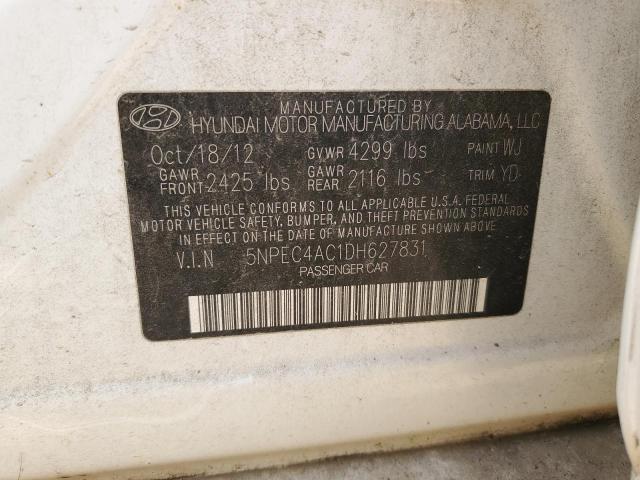 MANUFACTURED BY
HYUNDAI MOTOR MANUFACTURING ALABAMA, LLC
Oct/18/12 GVWR 4299 lbs PAINT WJ
GAWR FRONT 2425 lbs GAWR REAR 2116 lbs TRIM YD
THIS VEHICLE CONFORMS TO ALL APPLICABLE U.S.A. FEDERAL
MOTOR VEHICLE SAFETY, BUMPER, AND THEFT PREVENTION STANDARDS
IN EFFECT ON THE DATE OF MANUFACTURE SHOWN ABOVE.
V.I.N 5NPEC4AC1DH627831
PASSENGER CAR